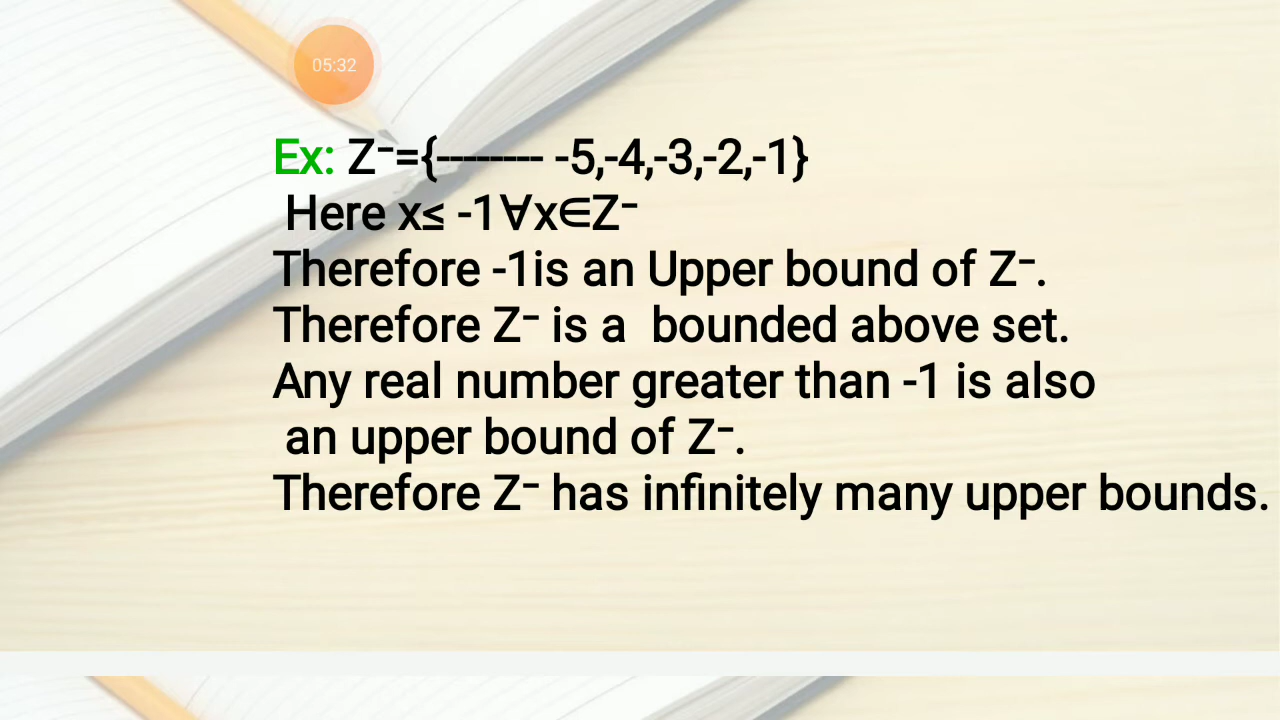 05:32
Ex: Z⁻={-------- -5,-4,-3,-2,-1}
Here x≤ -1∀x∈Z⁻
Therefore -1is an Upper bound of Z⁻.
Therefore Z⁻ is a  bounded above set.
Any real number greater than -1 is also
an upper bound of Z⁻.
Therefore Z⁻ has infinitely many upper bounds.